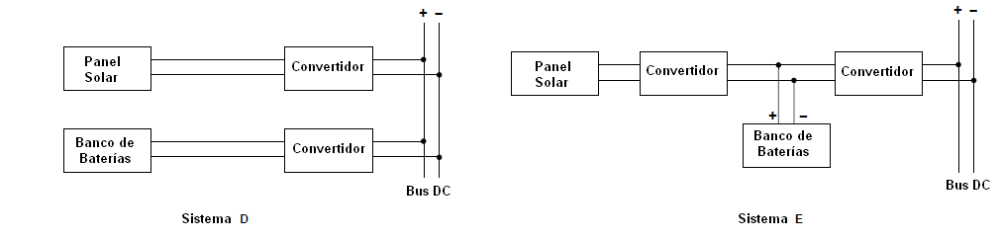 + −
Panel
Solar
Convertidor
Banco de
Baterías
Convertidor
Bus DC
Sistema D
+ −
Panel
Solar
Convertidor
Convertidor
+ −
Banco de
Baterías
Bus DC
Sistema E